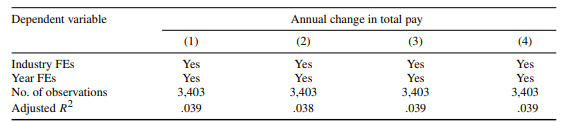 Dependent variable Annual change in total pay
(1) (2) (3) (4)
Industry FEs Yes Yes Yes Yes
Year FEs Yes Yes Yes Yes
No. of observations 3,403 3,403 3,403 3,403
Adjusted R² .039 .038 .039 .039